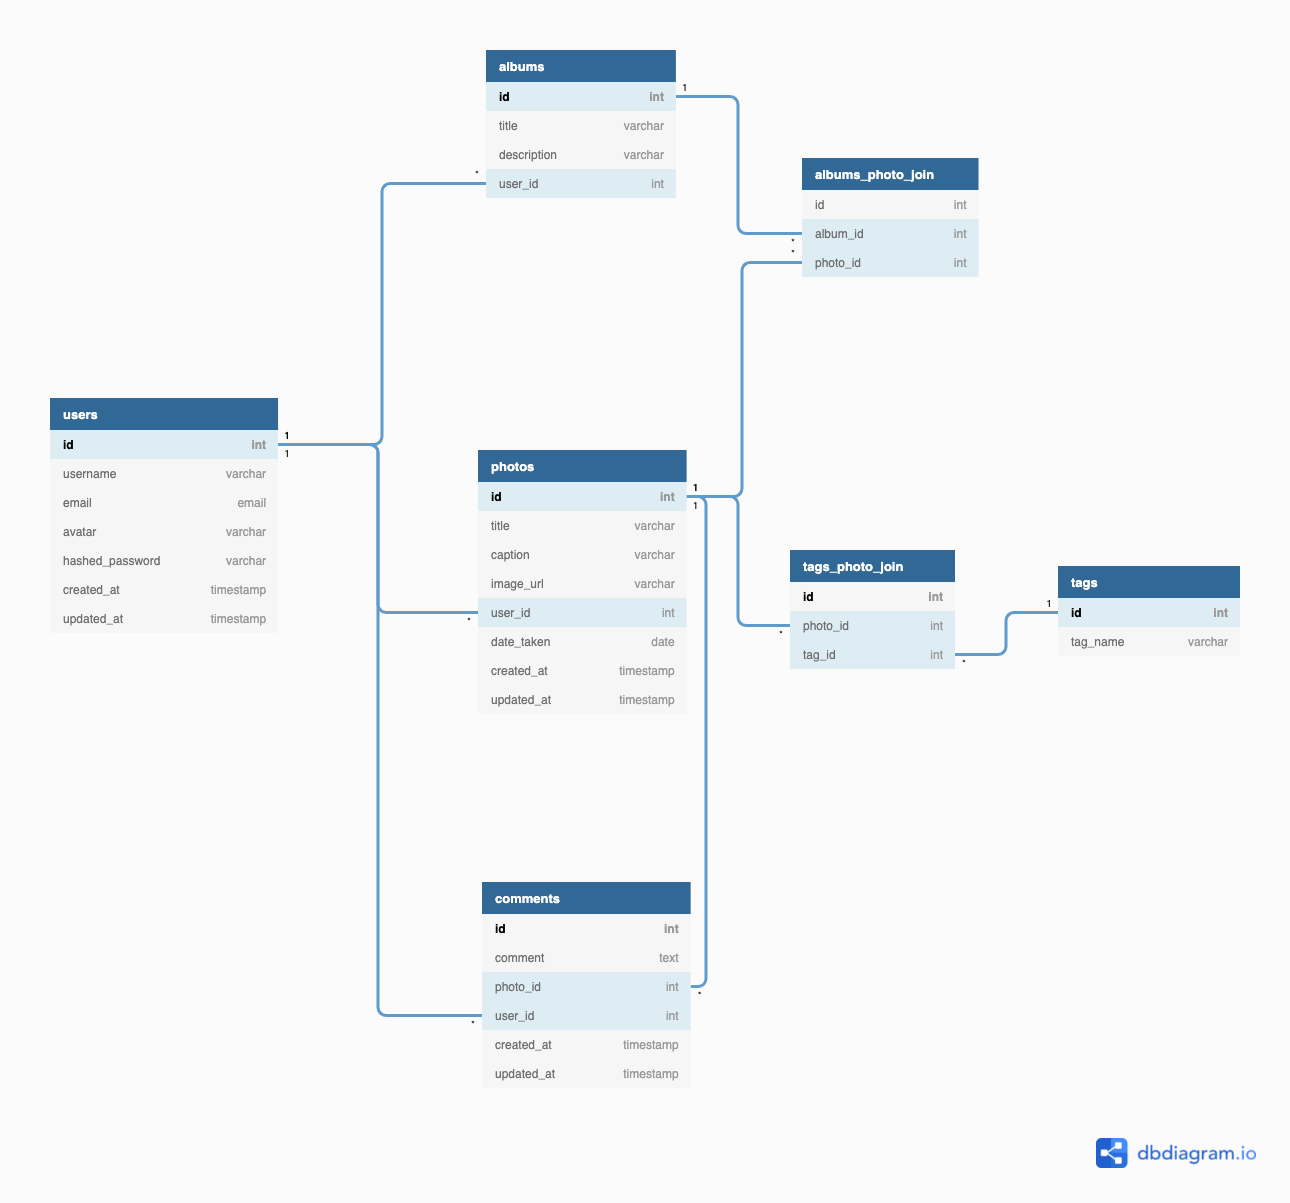 albums
id int
title varchar
description varchar
user_id int
1
*
albums_photo_join
id int
album_id int
photo_id int
*
*
users
id int
username varchar
email email
avatar varchar
hashed_password varchar
created_at timestamp
updated_at timestamp
1
1
photos
id int
title varchar
caption varchar
image_url varchar
user_id int
date_taken date
created_at timestamp
updated_at timestamp
1
1
*
tags_photo_join
id int
photo_id int
tag_id int
*
*
tags
id int
tag_name varchar
1
comments
id int
comment text
photo_id int
user_id int
created_at timestamp
updated_at timestamp
*
*
dbdiagram.io